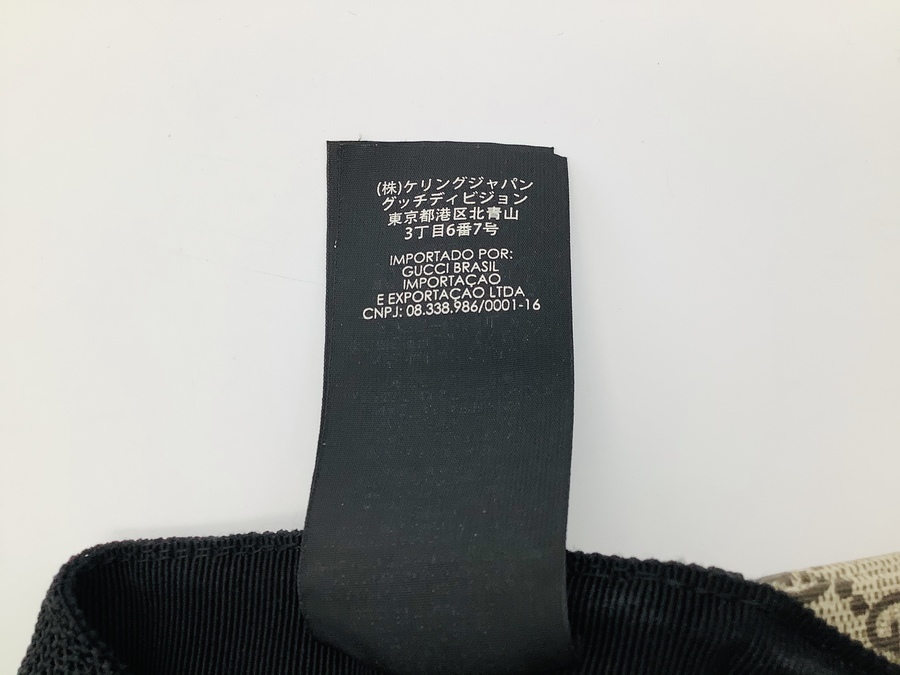 (株)ケリングジャパン
グッチディビジョン
東京都港区北青山
3丁目6番7号
IMPORTADO POR:
GUCCI BRASIL
IMPORTAÇAO
E EXPORTAÇAO LTDA
CNPJ: 08.338.986/0001-16